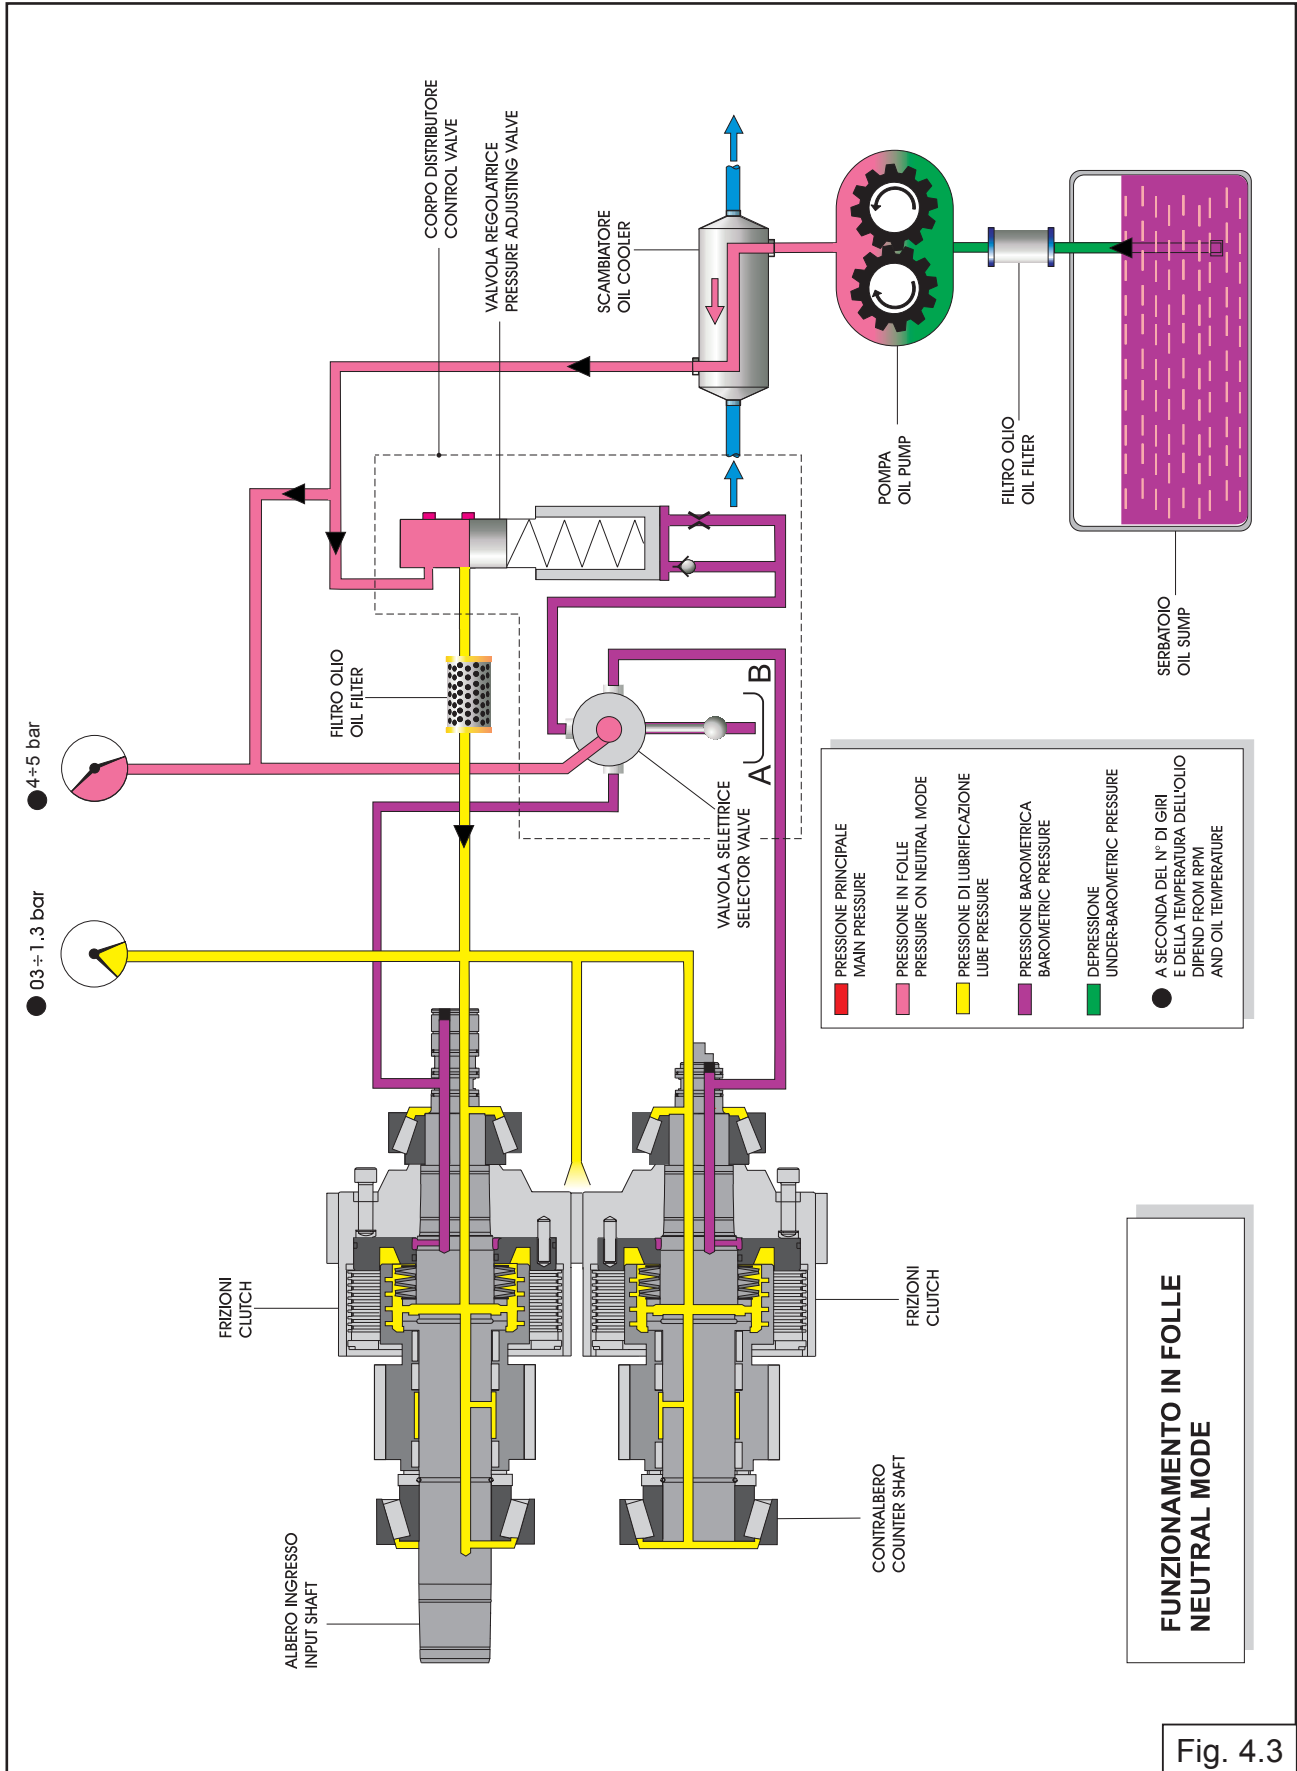 CORPO DISTRIBUTORE
CONTROL VALVE
VALVOLA REGOLATRICE
PRESSURE ADJUSTING VALVE
SCAMBIATORE
OIL COOLER
POMPA
OIL PUMP
FILTRO OLIO
OIL FILTER
SERBATOIO
OIL SUMP
FILTRO OLIO
OIL FILTER
4÷5 bar
03÷1.3 bar
A
B
VALVOLA SELETTRICE
SELECTOR VALVE
FRIZIONI
CLUTCH
FRIZIONI
CLUTCH
ALBERO INGRESSO
INPUT SHAFT
CONTRALBERO
COUNTER SHAFT
PRESSIONE PRINCIPALE
MAIN PRESSURE
PRESSIONE IN FOLLE
PRESSURE ON NEUTRAL MODE
PRESSIONE DI LUBRIFICAZIONE
LUBE PRESSURE
PRESSIONE BAROMETRICA
BAROMETRIC PRESSURE
DEPRESSIONE
UNDER-BAROMETRIC PRESSURE
A SECONDA DEL N° DI GIRI
E DELLA TEMPERATURA DELL'OLIO
DIPEND FROM RPM
AND OIL TEMPERATURE
FUNZIONAMENTO IN FOLLE
NEUTRAL MODE
Fig. 4.3